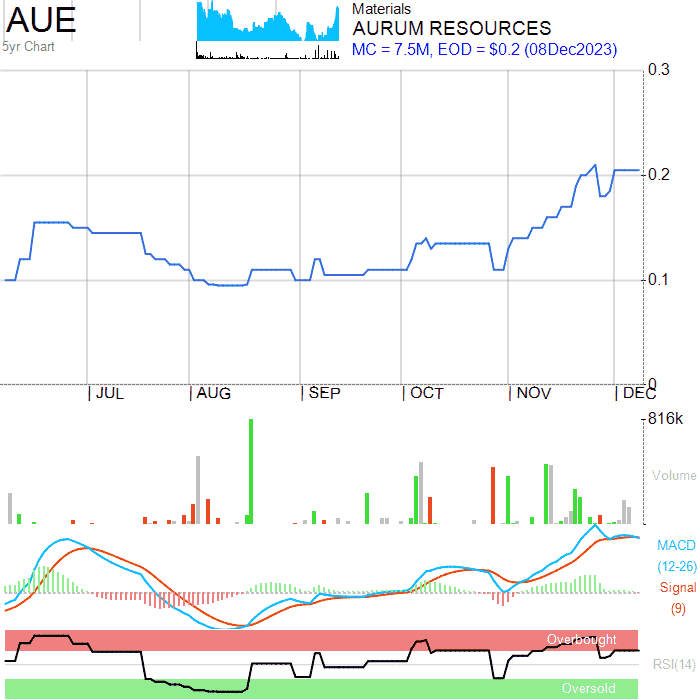 AUE
5yr Chart
Materials
AURUM RESOURCES
MC = 7.5M, EOD = $0.2 (08Dec2023)
0.3
0.2
0.1
0
JUL
AUG
SEP
OCT
NOV
DEC
816k
Volume
MACD
(12-26)
Signal
(9)
Overbought
RSI(14)
Oversold